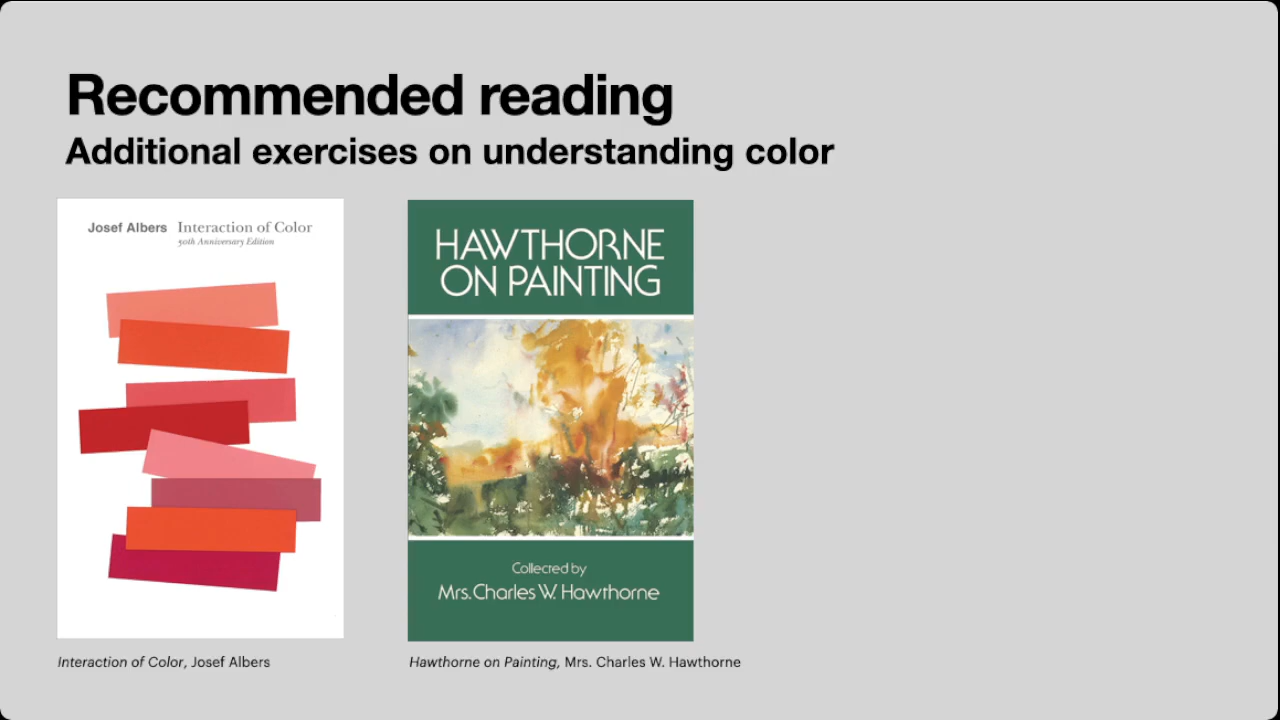 Recommended reading
Additional exercises on understanding color
Josef Albers Interaction of Color
50th Anniversary Edition
HAWTHORNE
ON PAINTING
Collected by
Mrs. Charles W. Hawthorne
Interaction of Color, Josef Albers
Hawthorne on Painting, Mrs. Charles W. Hawthorne